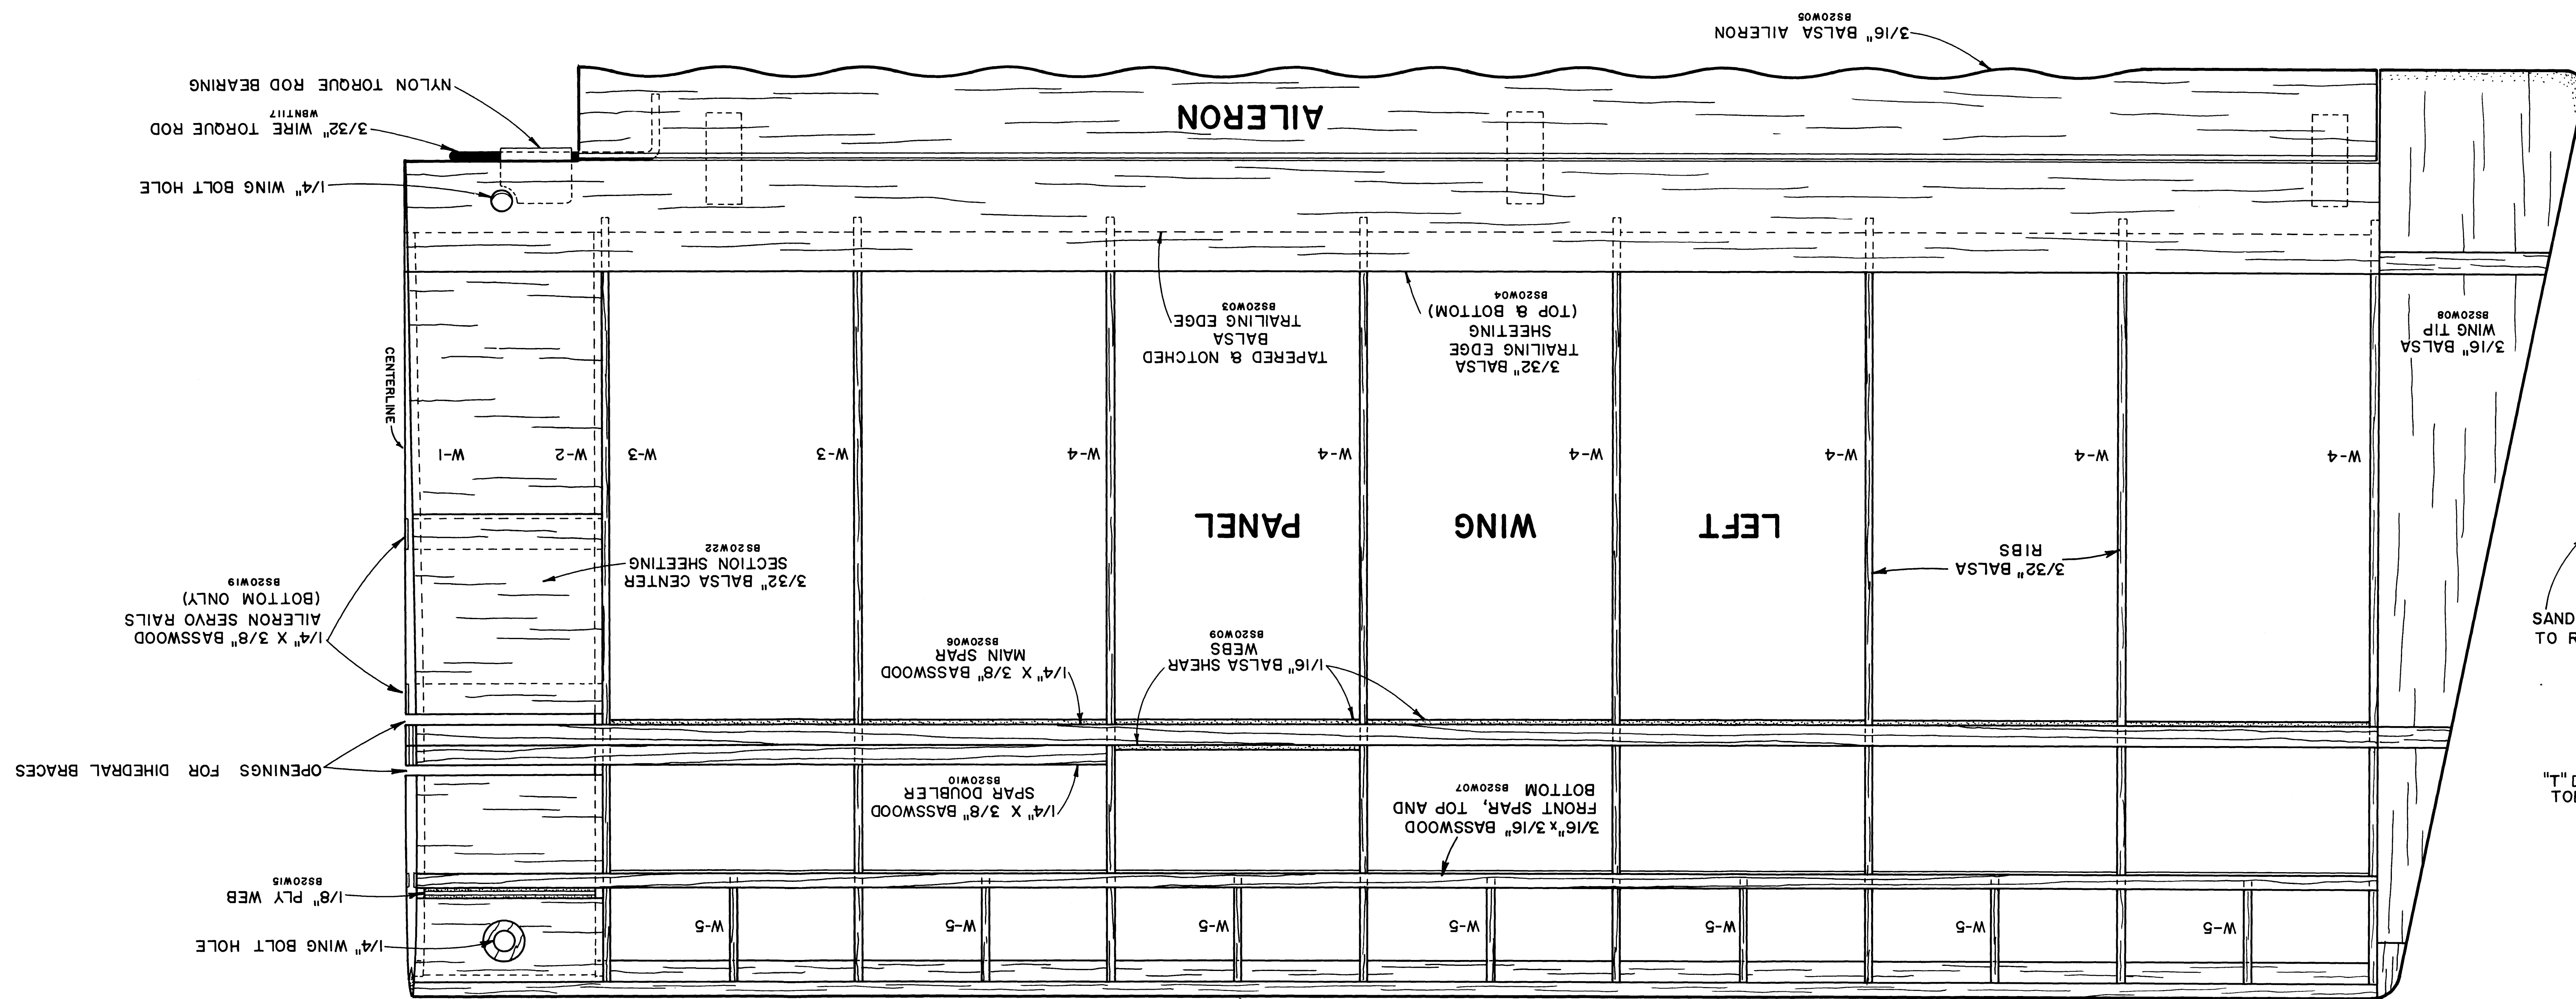 3/16" BALSA AILERON
BS20W05
NYLON TORQUE ROD BEARING
3/32" WIRE TORQUE ROD
WBNT117
1/4" WING BOLT HOLE
AILERON
TAPERED & NOTCHED
BALSA
TRAILING EDGE
BS20W03
3/32" BALSA
TRAILING EDGE
SHEETING
(TOP & BOTTOM)
BS20W04
3/16" BALSA
WING TIP
BS20W08
CENTERLINE
W-1
W-2
W-3
W-3
W-4
W-4
W-4
W-4
W-4
W-4
LEFT
WING
PANEL
3/32" BALSA
RIBS
3/32" BALSA CENTER
SECTION SHEETING
BS20W22
1/4" X 3/8" BASSWOOD
AILERON SERVO RAILS
(BOTTOM ONLY)
BS20W19
1/4" X 3/8" BASSWOOD
MAIN SPAR
BS20W06
1/16" BALSA SHEAR
WEBS
BS20W09
OPENINGS FOR DIHEDRAL BRACES
1/4" X 3/8" BASSWOOD
SPAR DOUBLER
BS20W10
3/16" x 3/16" BASSWOOD
FRONT SPAR, TOP AND
BOTTOM BS20W07
1/8" PLY WEB
BS20W15
1/4" WING BOLT HOLE
W-5
W-5
W-5
W-5
W-5
W-5
W-5
SAND
TO R